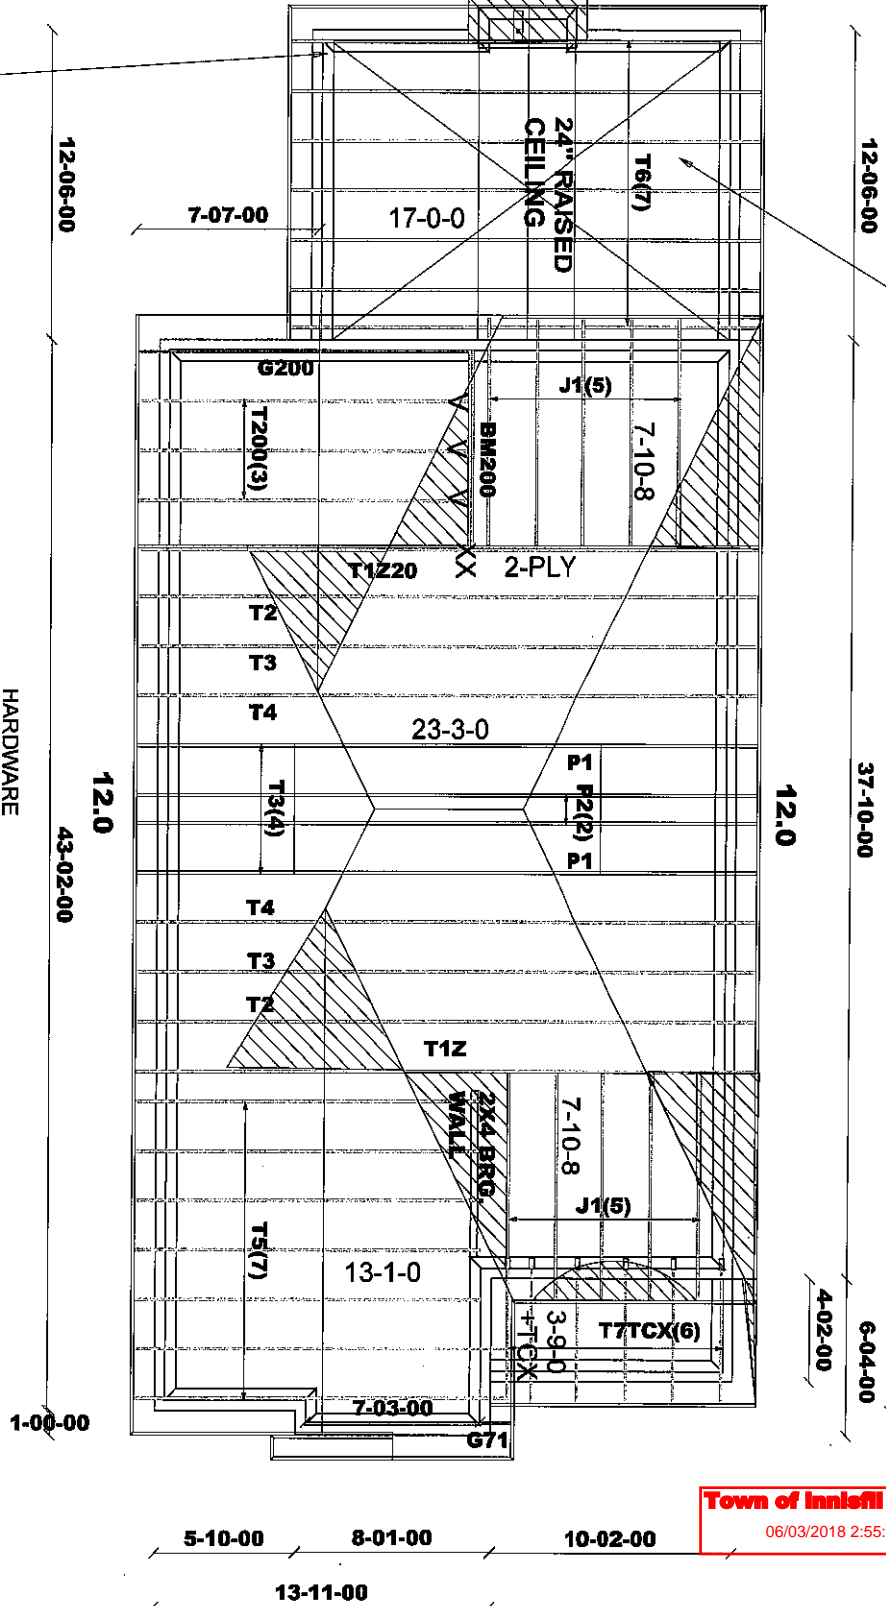 12-06-00
12-06-00
24" RAISED
CEILING
T6(7)
7-07-00
17-0-0
G200
J1(5)
T200(3)
BM200
7-10-8
T1Z20
2-PLY
T2
T3
T4
23-3-0
HARDWARE
P1
T3(4)
P2(2)
P1
12.0
12.0
37-10-00
43-02-00
T4
T3
T2
T1Z
2X4 BRG.
WALL
7-10-8
J1(5)
T5(7)
13-1-0
3-9-0
+TCX
T7TCX(6)
4-02-00
6-04-00
7-03-00
1-00-00
G71
Town of Innisfil
06/03/2018 2:55:
5-10-00
8-01-00
10-02-00
13-11-00